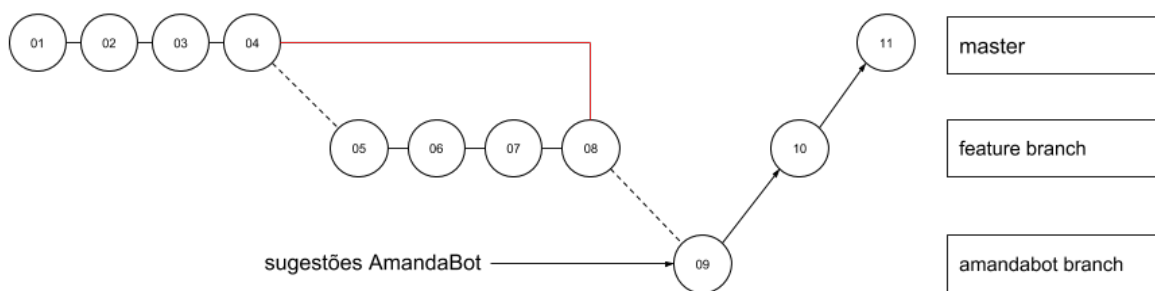 01 02 03 04 11 master
05 06 07 08 10 feature branch
sugestões AmandaBot 09 amandabot branch